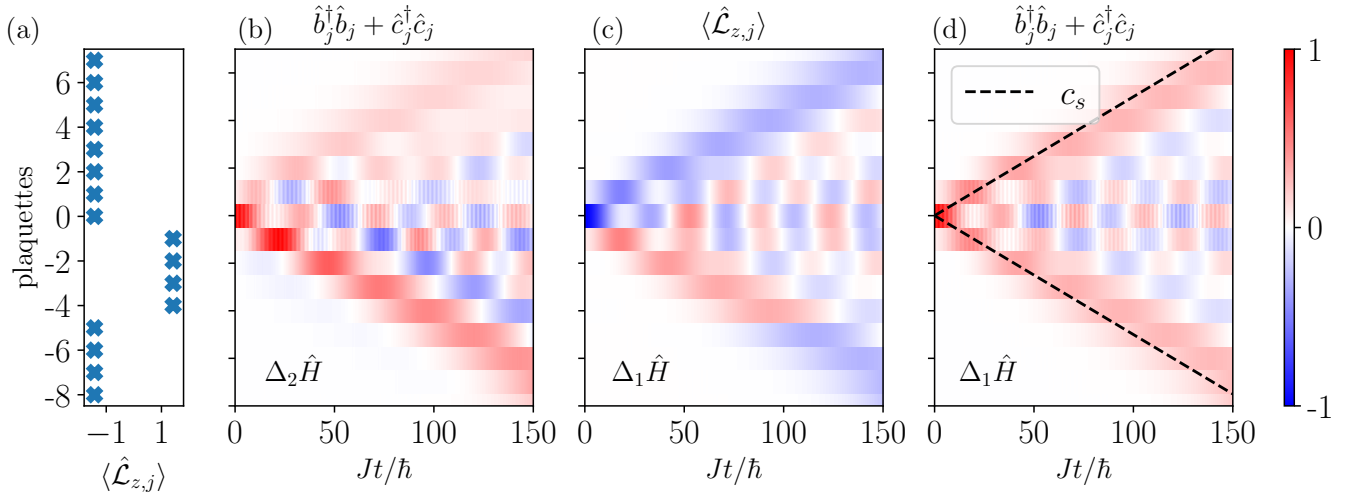 (a)
(b)
b̂†ⱼb̂ⱼ + ĉ†ⱼĉⱼ
(c)
⟨ℒ̂z,j⟩
(d)
b̂†ⱼb̂ⱼ + ĉ†ⱼĉⱼ
plaquettes
6
4
2
0
-2
-4
-6
-8
−1
1
⟨ℒ̂z,j⟩
Δ₂Ĥ
0
50
100
150
Jt/ħ
Δ₁Ĥ
0
50
100
150
Jt/ħ
cₛ
Δ₁Ĥ
0
50
100
150
Jt/ħ
1
0
-1